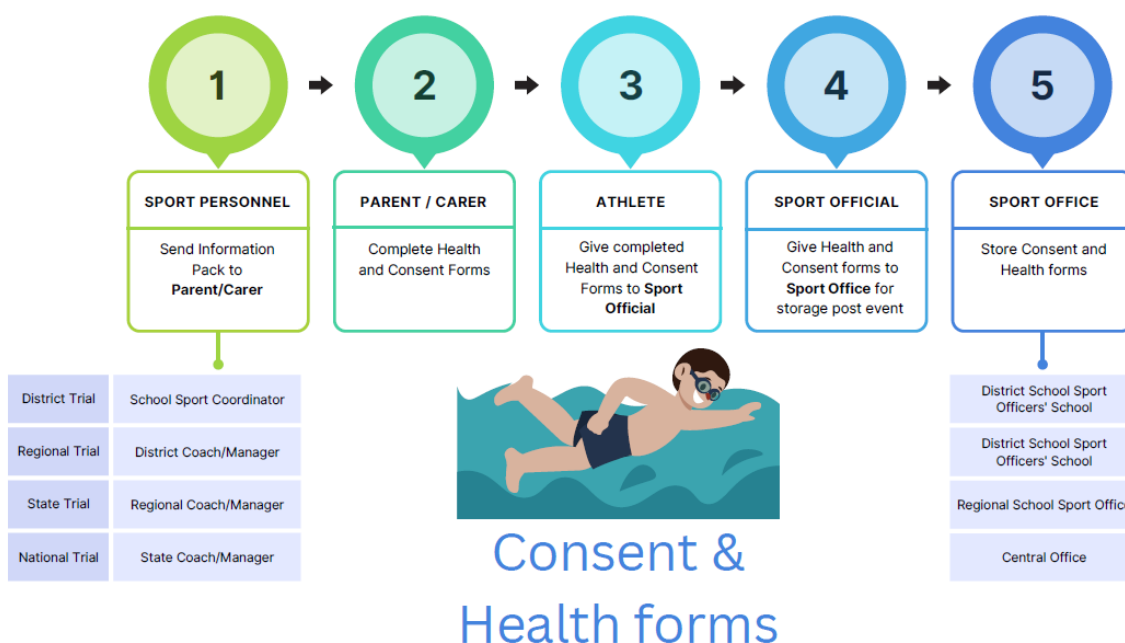 1
2
3
4
5
SPORT PERSONNEL
Send Information
Pack to
Parent/Carer
PARENT / CARER
Complete Health
and Consent Forms
ATHLETE
Give completed
Health and Consent
Forms to Sport
Official
SPORT OFFICIAL
Give Health and
Consent forms to
Sport Office for
storage post event
SPORT OFFICE
Store Consent and
Health forms
District Trial
School Sport Coordinator
Regional Trial
District Coach/Manager
State Trial
Regional Coach/Manager
National Trial
State Coach/Manager
District School Sport
Officers' School
District School Sport
Officers' School
Regional School Sport Office
Central Office
Consent &
Health forms